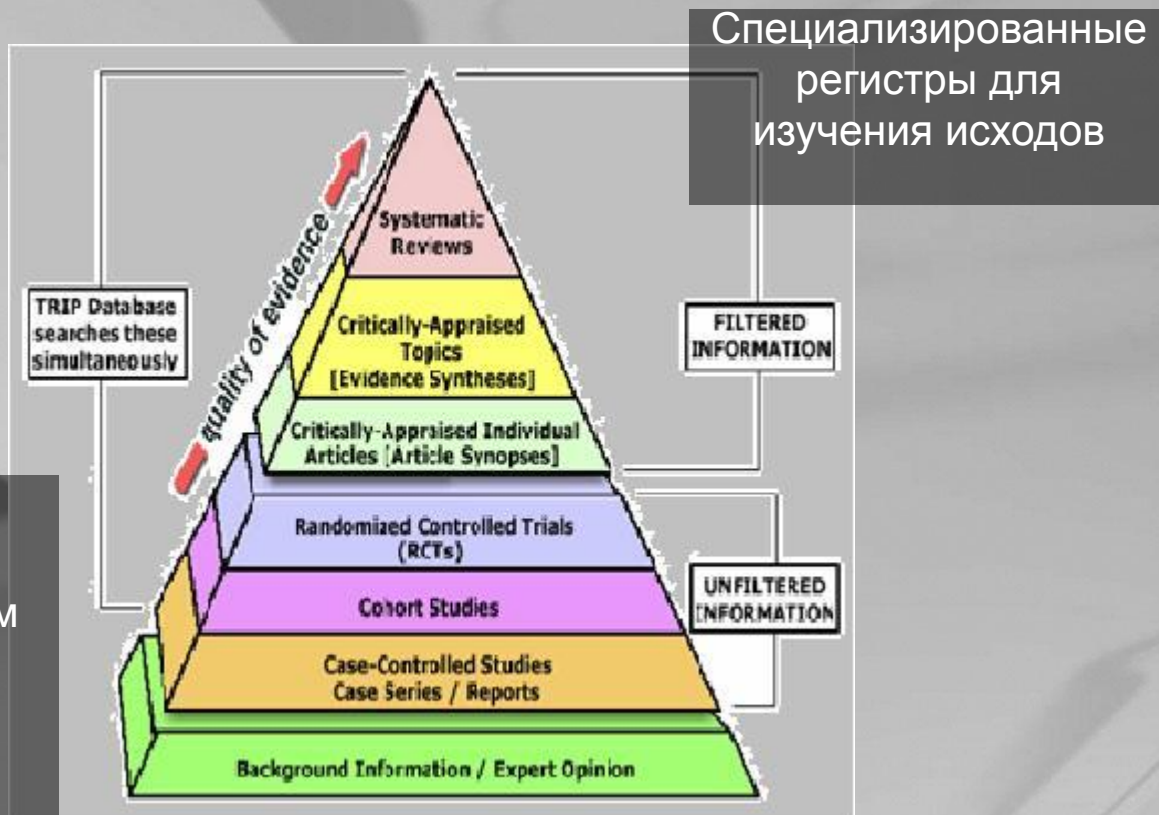 Специализированные
регистры для
изучения исходов
quality of evidence
Systematic
Reviews
TRIP Database
searches these
simultaneously
Critically-Appraised
Topics
[Evidence Syntheses]
FILTERED
INFORMATION
Critically-Appraised Individual
Articles [Article Synopses]
Randomized Controlled Trials
(RCTs)
UNFILTERED
INFORMATION
м
Cohort Studies
Case-Controlled Studies
Case Series / Reports
Background Information / Expert Opinion